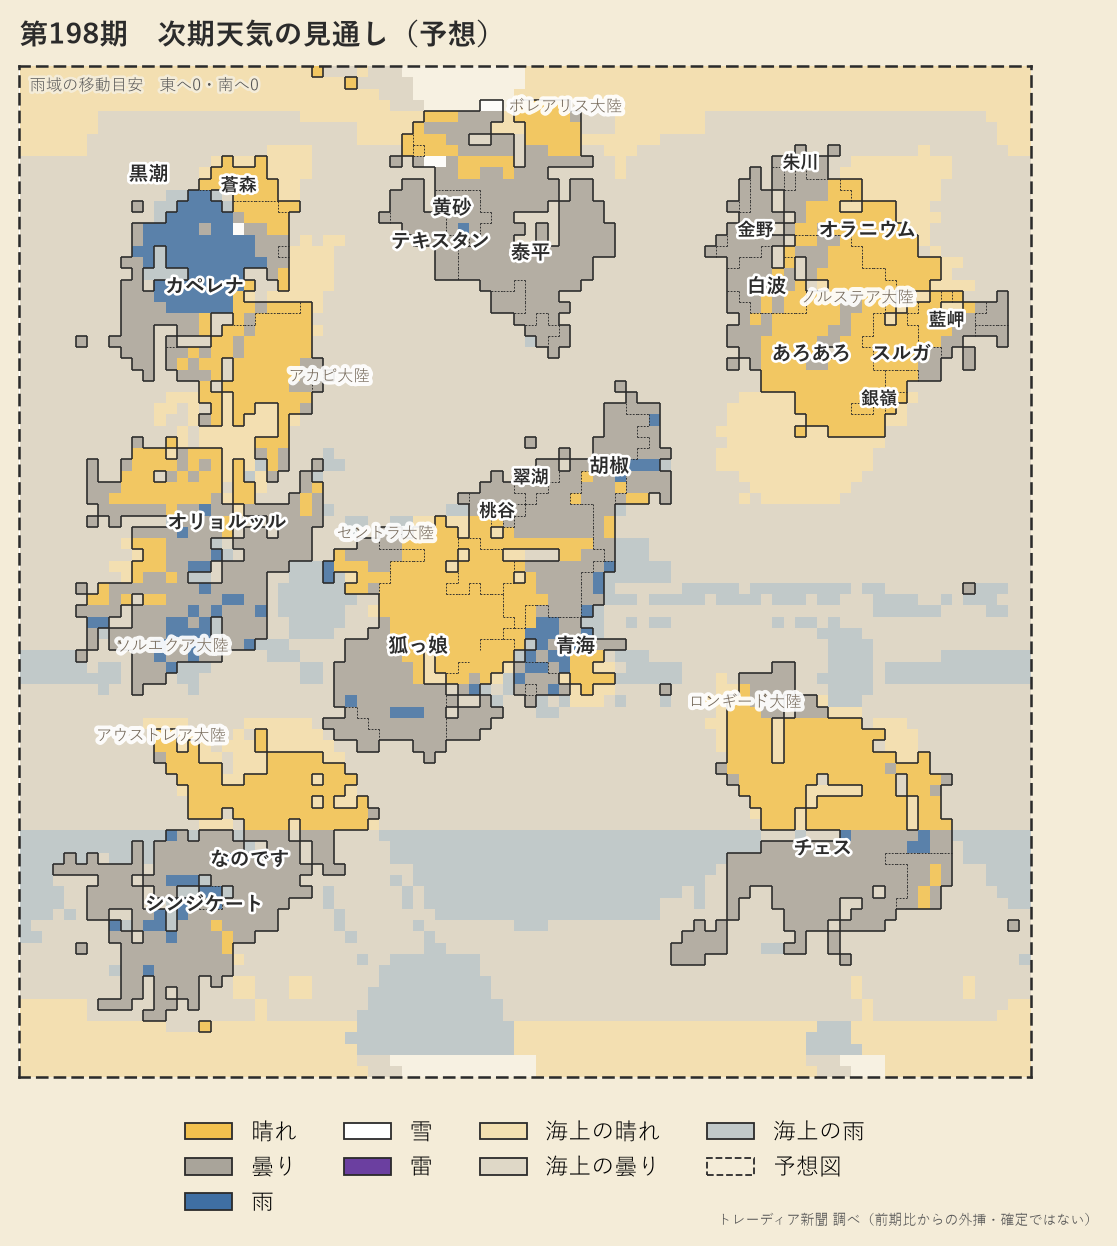 第198期　次期天気の見通し（予想）
雨域の移動目安　東へ0・南へ0
ボレアリス大陸
黒潮
蒼森
朱川
黄砂
金野
オラニウム
テキスタン
泰平
カペレナ
白波
ノルステア大陸
藍岬
あろあろ
スルガ
アカピ大陸
銀嶺
胡椒
翠湖
桃谷
オリョルッル
セントラ大陸
ソルエクア大陸
狐っ娘
青海
ロンギード大陸
アウストレア大陸
チェス
なのです
シンジケート
晴れ
雪
海上の晴れ
海上の雨
曇り
雷
海上の曇り
予想図
雨
トレーディア新聞 調べ（前期比からの外挿・確定ではない）